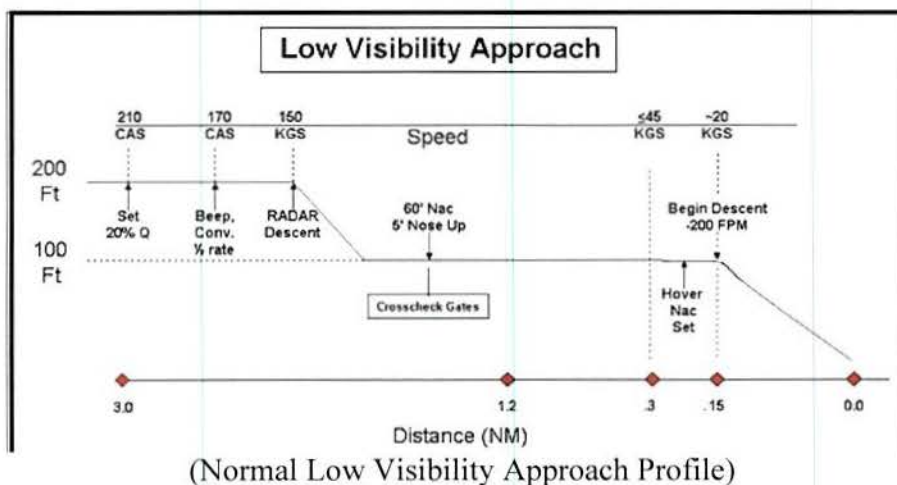 Low Visibility Approach
210 170 150 ≤45 ~20
CAS CAS KGS Speed KGS KGS
200
Ft
Set
20% Q
Beep,
Conv.
½ rate
RADAR
Descent
60' Nac
5' Nose Up
Begin Descent
-200 FPM
100
Ft
Crosscheck Gates
Hover
Nac
Set
3.0 1.2 .3 .15 0.0
Distance (NM)
(Normal Low Visibility Approach Profile)